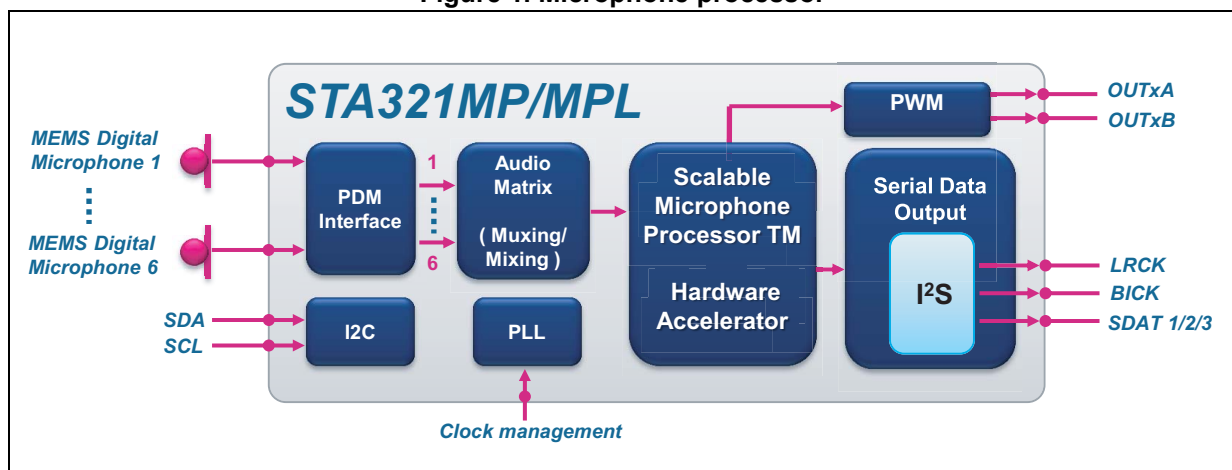 Figure 1. Microphone processor
STA321MP/MPL
MEMS Digital
Microphone 1
MEMS Digital
Microphone 6
SDA
SCL
PDM
Interface
1
6
Audio
Matrix
( Muxing/
Mixing )
I2C
PLL
Clock management
Scalable
Microphone
Processor TM
Hardware
Accelerator
PWM
Serial Data
Output
I²S
OUTxA
OUTxB
LRCK
BICK
SDAT 1/2/3